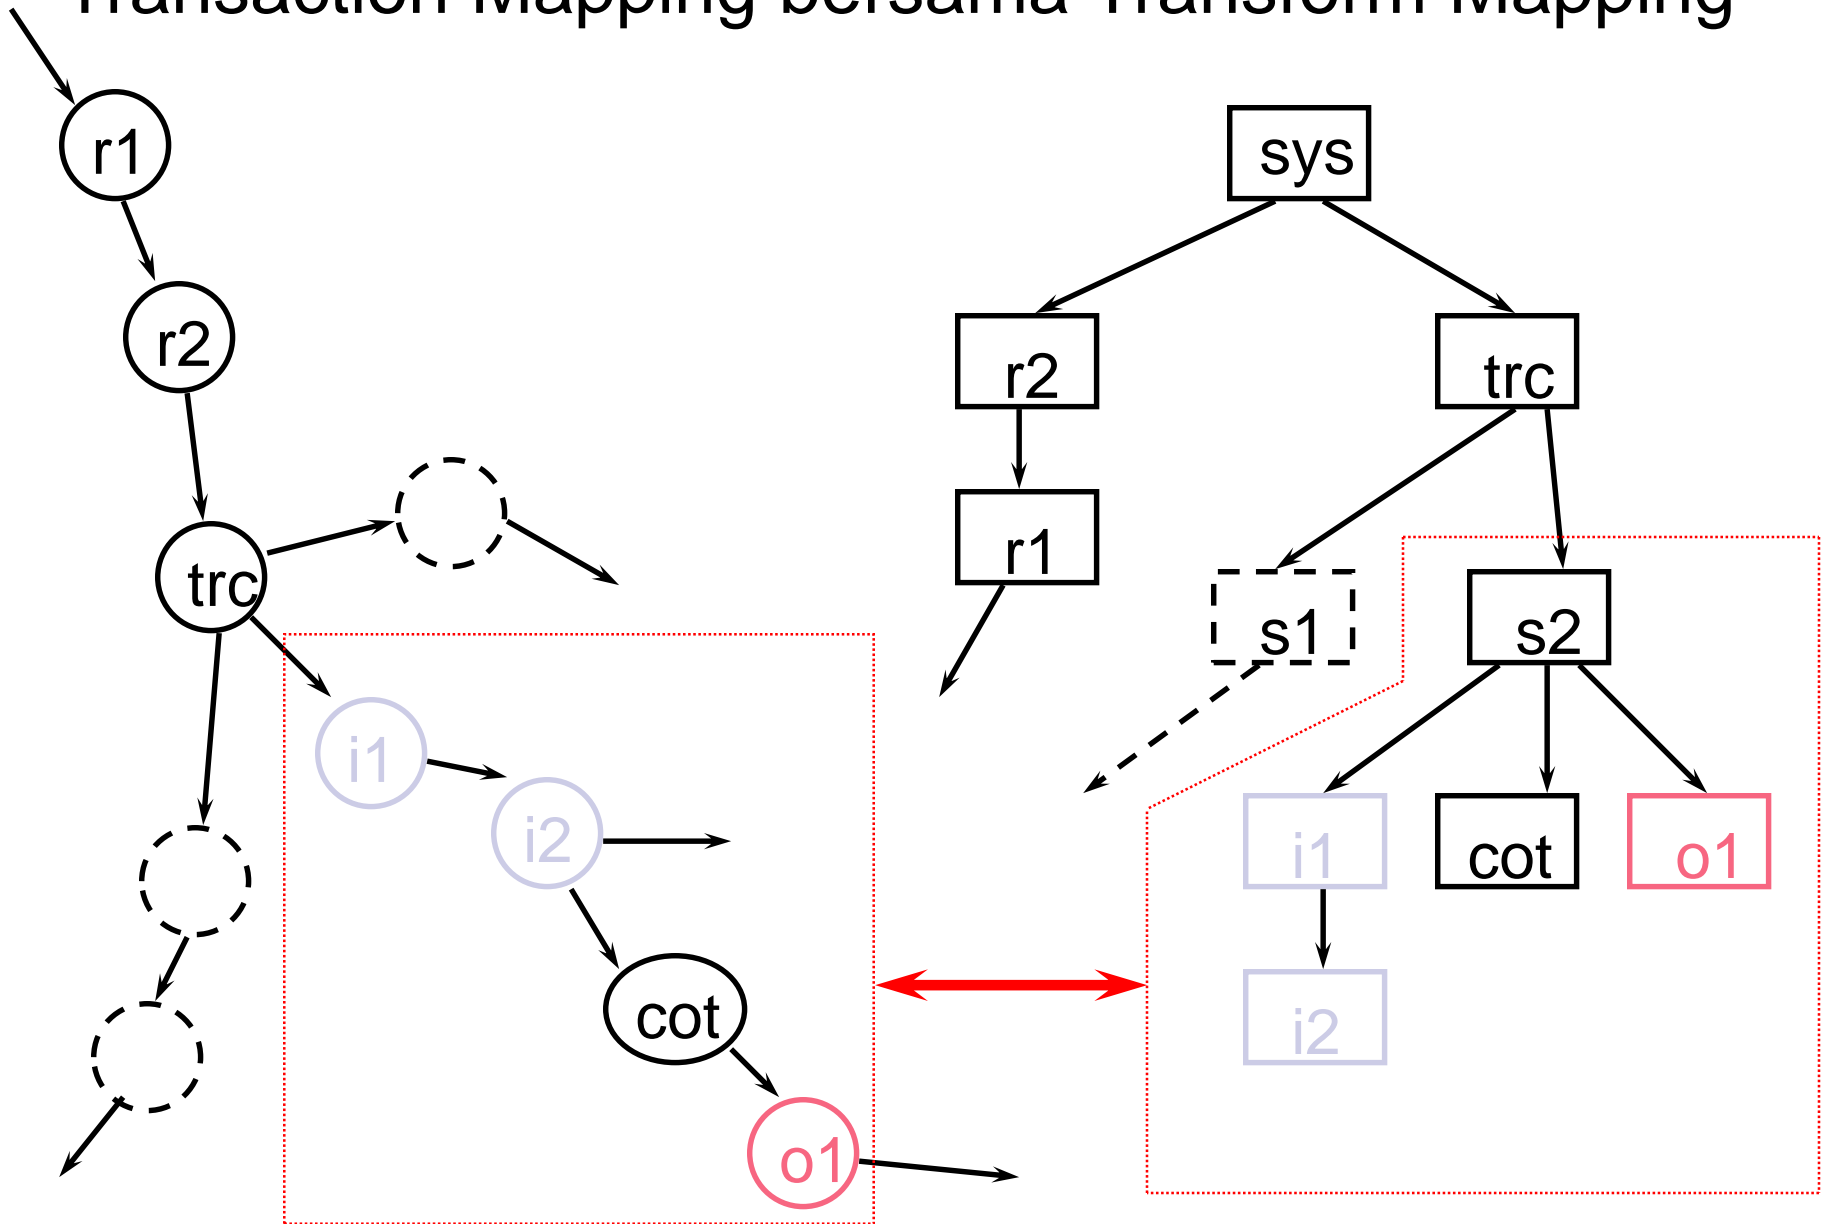 Transaction Mapping bersama Transform Mapping
r1
r2
trc
i1
i2
cot
o1
sys
r2
trc
r1
s1
s2
i1
cot
o1
i2